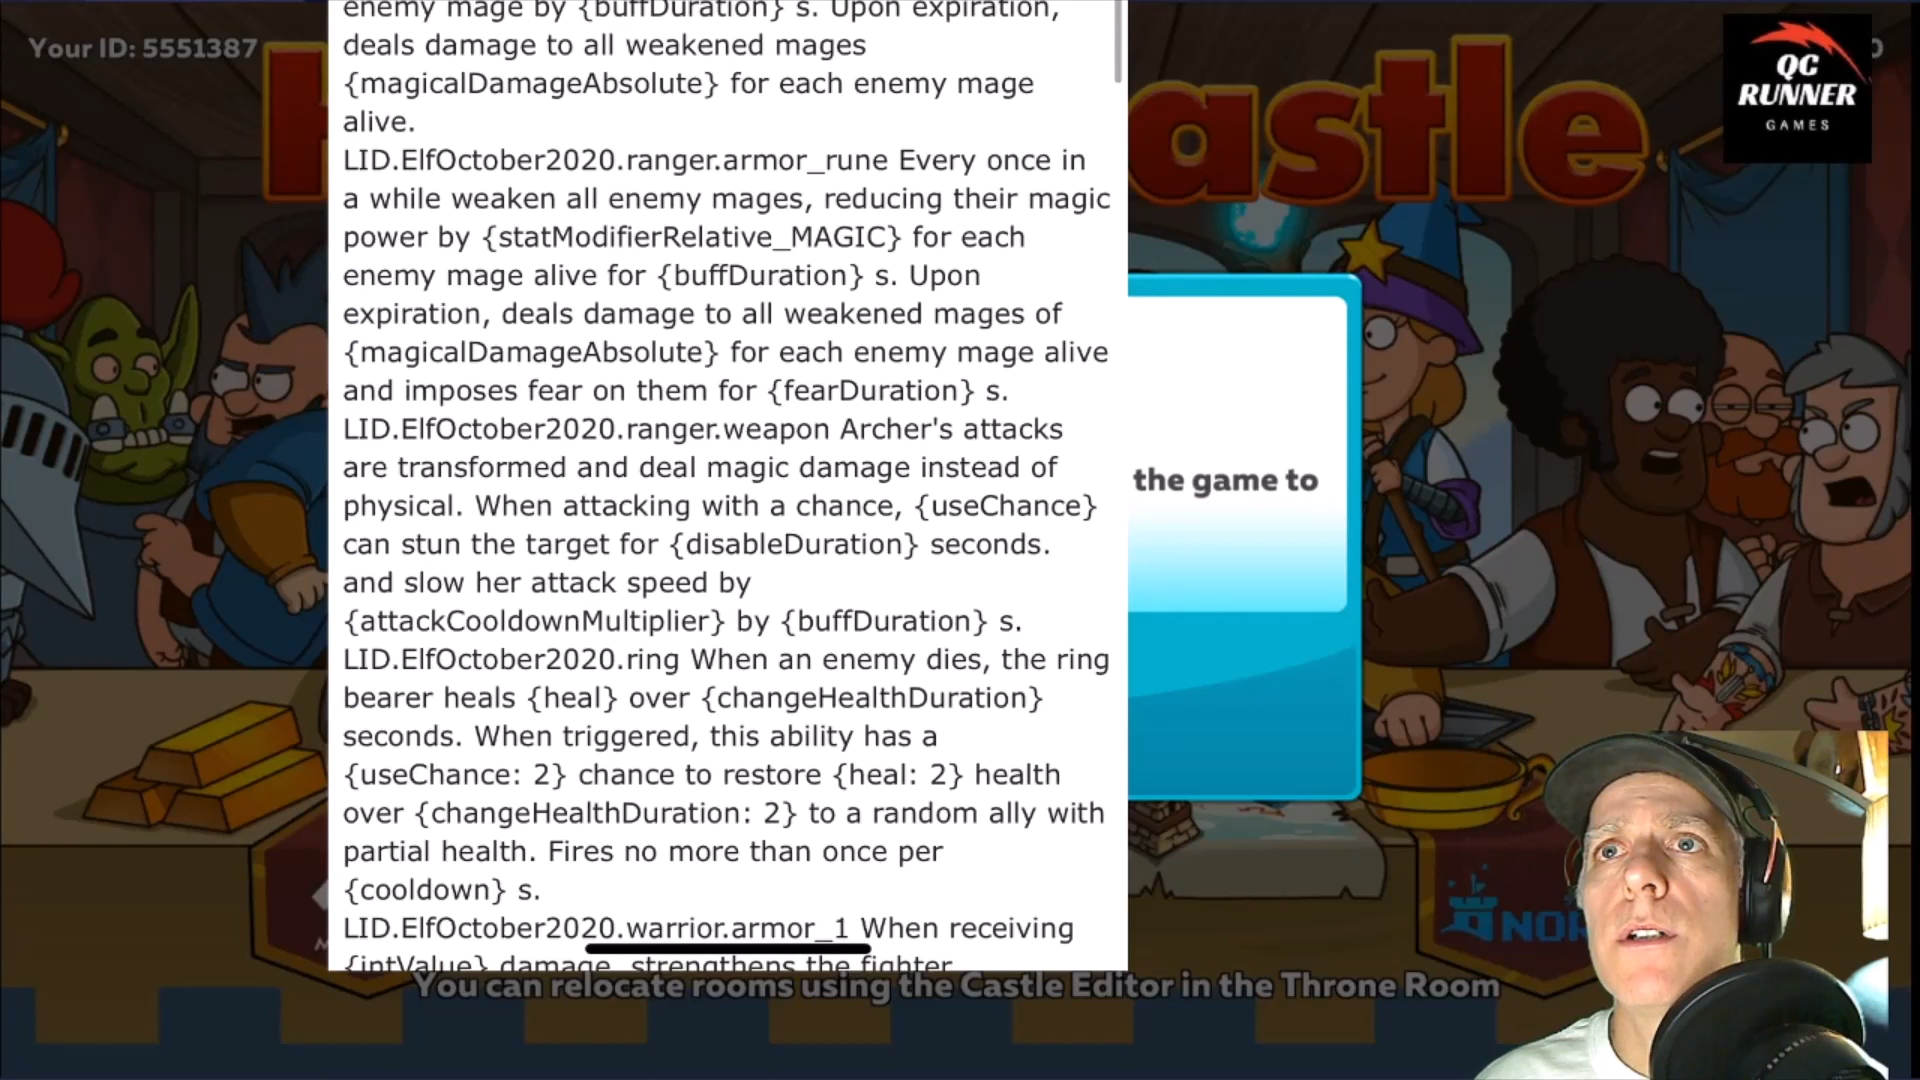 enemy mage by {buffDuration} s. Upon expiration,
deals damage to all weakened mages
{magicalDamageAbsolute} for each enemy mage
alive.
LID.ElfOctober2020.ranger.armor_rune Every once in
a while weaken all enemy mages, reducing their magic
power by {statModifierRelative_MAGIC} for each
enemy mage alive for {buffDuration} s. Upon
expiration, deals damage to all weakened mages of
{magicalDamageAbsolute} for each enemy mage alive
and imposes fear on them for {fearDuration} s.
LID.ElfOctober2020.ranger.weapon Archer's attacks
are transformed and deal magic damage instead of
physical. When attacking with a chance, {useChance}
can stun the target for {disableDuration} seconds.
and slow her attack speed by
{attackCooldownMultiplier} by {buffDuration} s.
LID.ElfOctober2020.ring When an enemy dies, the ring
bearer heals {heal} over {changeHealthDuration}
seconds. When triggered, this ability has a
{useChance: 2} chance to restore {heal: 2} health
over {changeHealthDuration: 2} to a random ally with
partial health. Fires no more than once per
{cooldown} s.
LID.ElfOctober2020.warrior.armor_1 When receiving
{intValue} damage, strengthens the fighter
Your ID: 5551387
astle
QC
RUNNER
GAMES
the game to
NOR
You can relocate rooms using the Castle Editor in the Throne Room